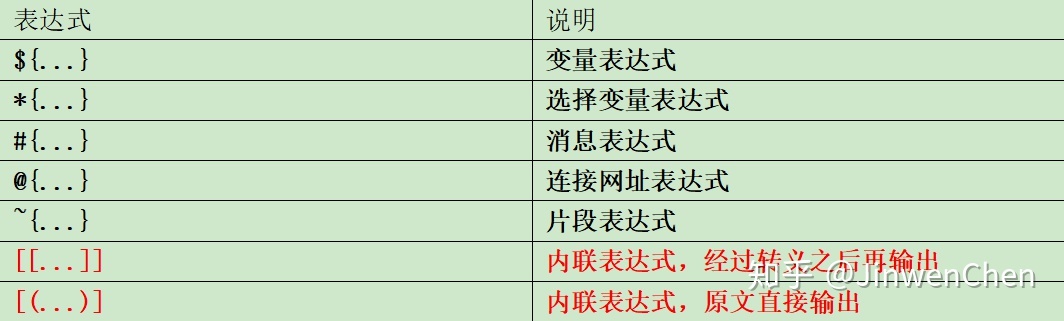 表达式 说明
${...} 变量表达式
*{...} 选择变量表达式
#{...} 消息表达式
@{...} 连接网址表达式
~{...} 片段表达式
[[...]] 内联表达式，经过转义之后再输出
[(...)] 内联表达式，原文直接输出
知乎 @JinwenChen